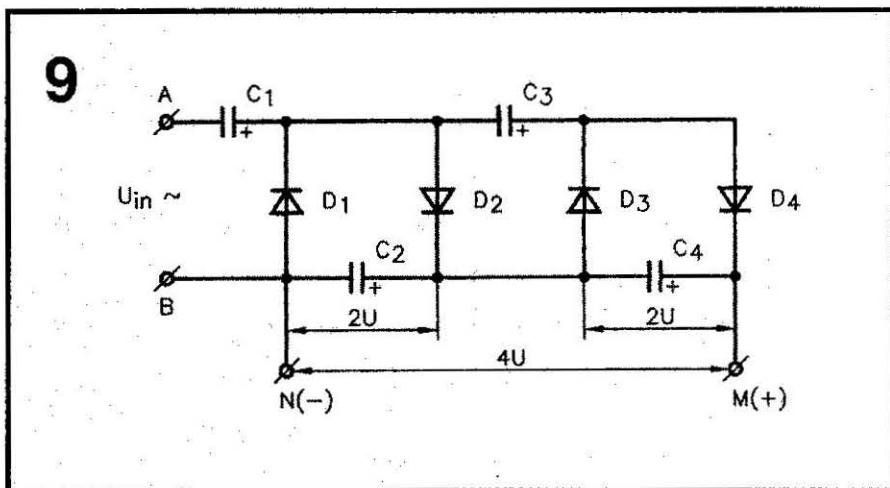 9
A
C1
C3
+
+
Uin ~
D1
D2
D3
D4
C2
C4
+
+
B
2U
2U
4U
N(−)
M(+)